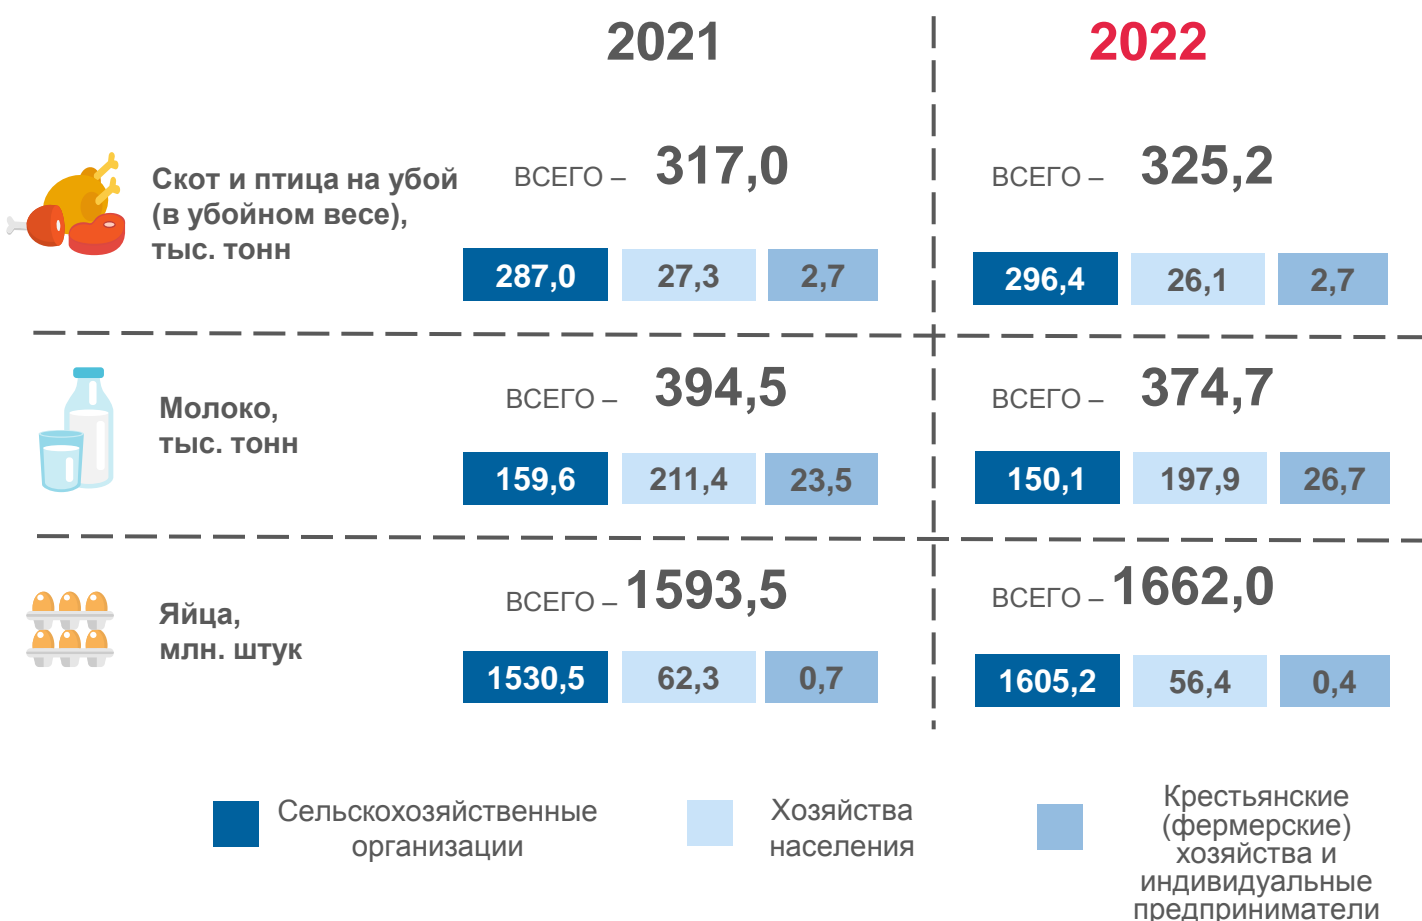 2021
2022
Скот и птица на убой
(в убойном весе),
тыс. тонн
ВСЕГО – 317,0
287,0 27,3 2,7
ВСЕГО – 325,2
296,4 26,1 2,7
Молоко,
тыс. тонн
ВСЕГО – 394,5
159,6 211,4 23,5
ВСЕГО – 374,7
150,1 197,9 26,7
Яйца,
млн. штук
ВСЕГО – 1593,5
1530,5 62,3 0,7
ВСЕГО – 1662,0
1605,2 56,4 0,4
Сельскохозяйственные
организации
Хозяйства
населения
Крестьянские
(фермерские)
хозяйства и
индивидуальные
предприниматели